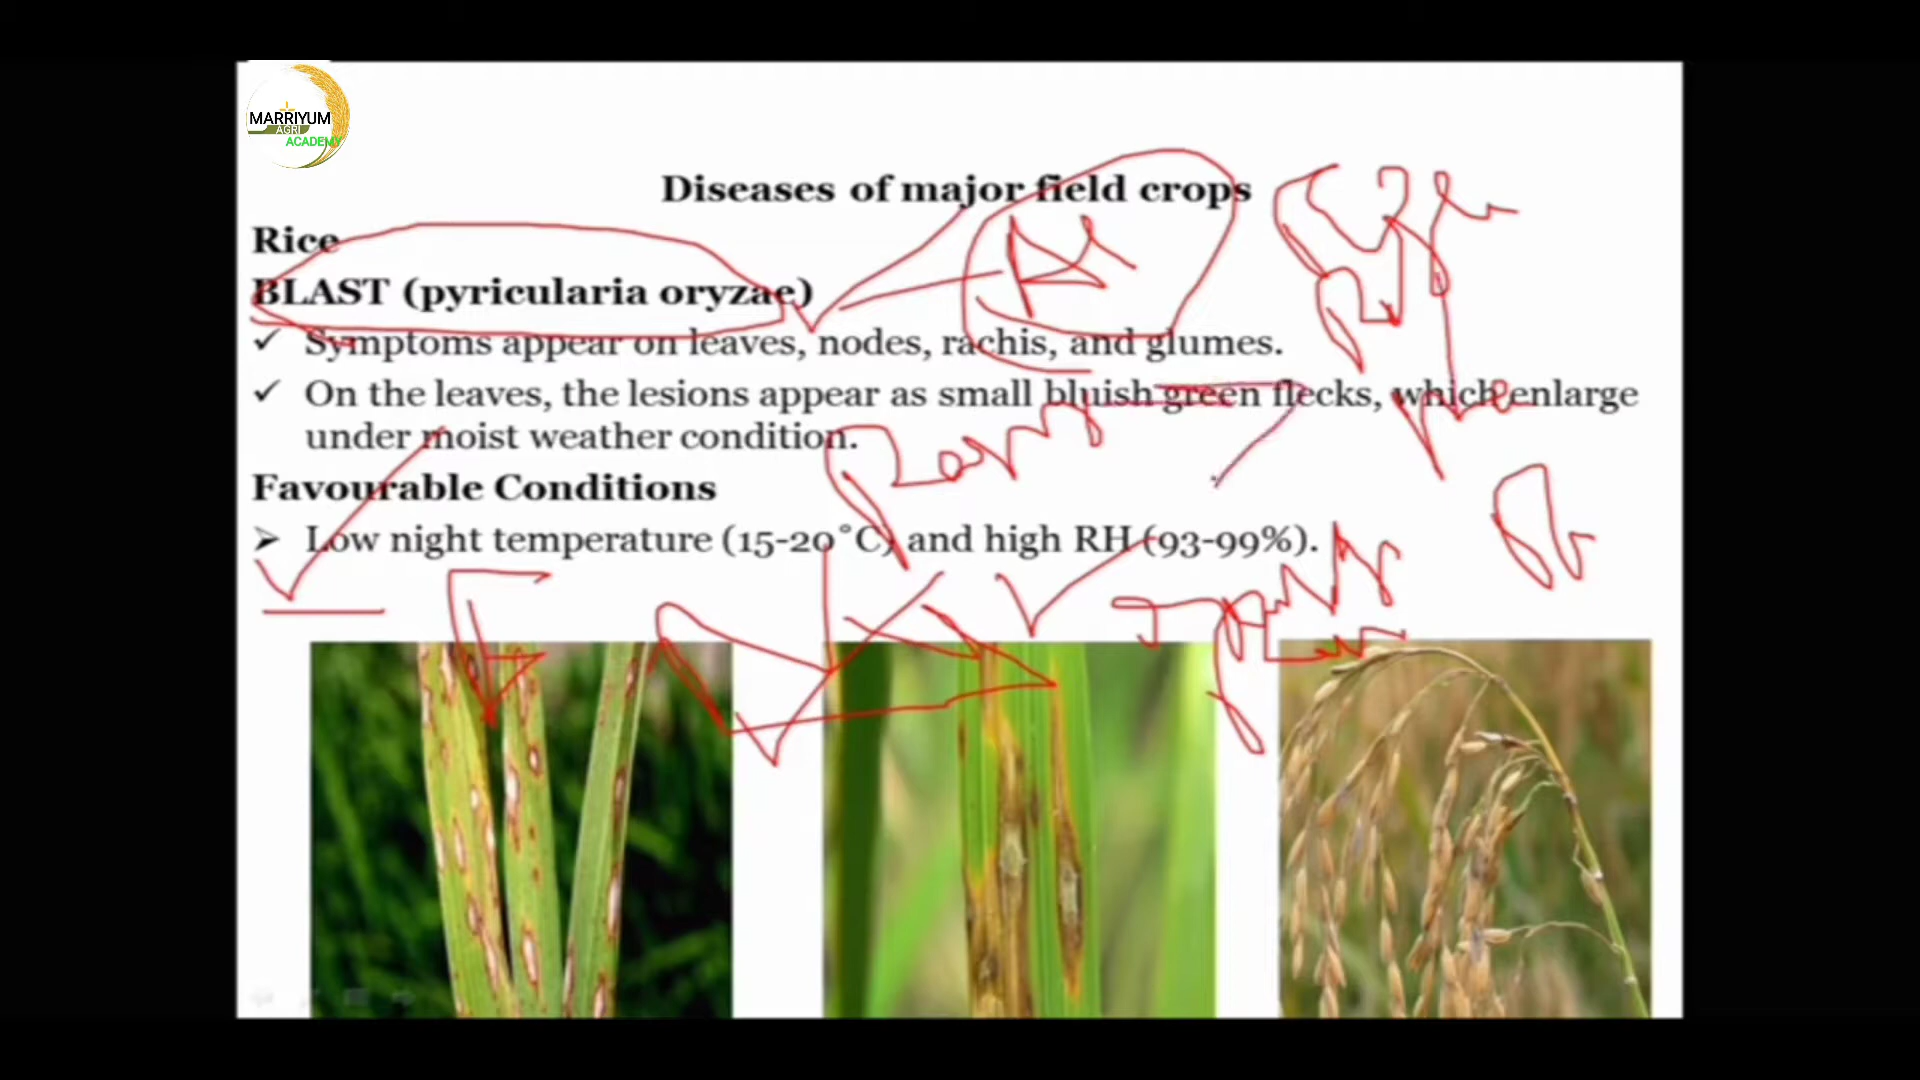 MARRIYUM
AGRI
ACADEMY
Diseases of major field crops
Rice
BLAST (pyricularia oryzae)
✓ Symptoms appear on leaves, nodes, rachis, and glumes.
✓ On the leaves, the lesions appear as small bluish green flecks, which enlarge
under moist weather condition.
Favourable Conditions
➢ Low night temperature (15-20°C) and high RH (93-99%).